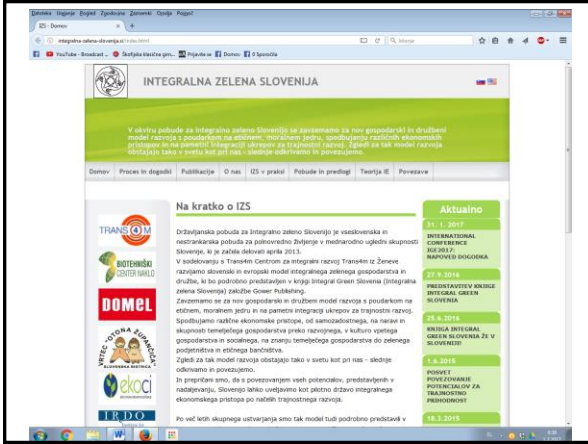 Datoteka Urejanje Pogled Zgodovina Zaznamki Orodja Pomoč
IZS - Domov
integralna-zelena-slovenija.si/index.html
Iskanje
YouTube - Broadcast ... Škofijska klasična gim... Prijavite se Domov 0 Sporočila
INTEGRALNA ZELENA SLOVENIJA
V okviru pobude za integralno zeleno Slovenijo se zavzemamo za nov gospodarski in družbeni
model razvoja s poudarkom na etičnem, moralnem jedru, spodbujanju različnih ekonomskih
pristopov in na pametni integraciji ukrepov za trajnostni razvoj. Zgledi za tak model razvoja
obstajajo tako v svetu kot pri nas - slednje odkrivamo in povezujemo.
Domov Proces in dogodki Publikacije O nas IZS v praksi Pobude in predlogi Teorija IE Povezave
Na kratko o IZS
Državljanska pobuda za Integralno zeleno Slovenijo je vseslovenska in
nestrankarska pobuda za polnovredno življenje v mednarodno ugledni skupnosti
Slovenije, ki je začela delovati aprila 2013.
V sodelovanju s Trans4m Centrom za integralni razvoj Trans4m iz Ženeve
razvijamo slovenski in evropski model integralnega zelenega gospodarstva in
družbe, ki bo podrobno predstavljen v knjigi Integral Green Slovenia (Integralna
zelena Slovenija) založbe Gower Publishing.
Zavzemamo se za nov gospodarski in družbeni model razvoja s poudarkom na
etičnem, moralnem jedru in na pametni integraciji ukrepov za trajnostni razvoj.
Spodbujamo različne ekonomske pristope, od samozadostnega, na naravi in
skupnosti temelječega gospodarstva preko razvojnega, v kulturo vpetega
gospodarstva in socialnega, na znanju temelječega gospodarstva do zelenega
podjetništva in etičnega bančništva.
Zgledi za tak model razvoja obstajajo tako v svetu kot pri nas - slednje
odkrivamo in povezujemo.
In prepričani smo, da s povezovanjem vseh potencialov, predstavljenih v
nadaljevanju, Slovenijo lahko uveljavimo kot pilotno državo integralnega
ekonomskega pristopa po načelih trajnostnega razvoja.
Po več letih skupnega ustvarjanja smo tak model tudi podrobno predstavili v
TRANS4M
BIOTEHNIŠKI
CENTER NAKLO
DOMEL
VRTEC "OTONA ŽUPANČIČA"
SLOVENSKA BISTRICA
ekoci
IRDO
Aktualno
31. 1. 2017
INTERNATIONAL
CONFERENCE
IGE2017:
NAPOVED DOGODKA
27.9.2016
PREDSTAVITEV KNJIGE
INTEGRAL GREEN
SLOVENIA
25.6.2016
KNJIGA INTEGRAL
GREEN SLOVENIA ŽE V
SLOVENIJI!
1.6.2015
POSVET
POVEZOVANJE
POTENCIALOV ZA
TRAJNOSTNO
PRIHODNOST
18.3.2015